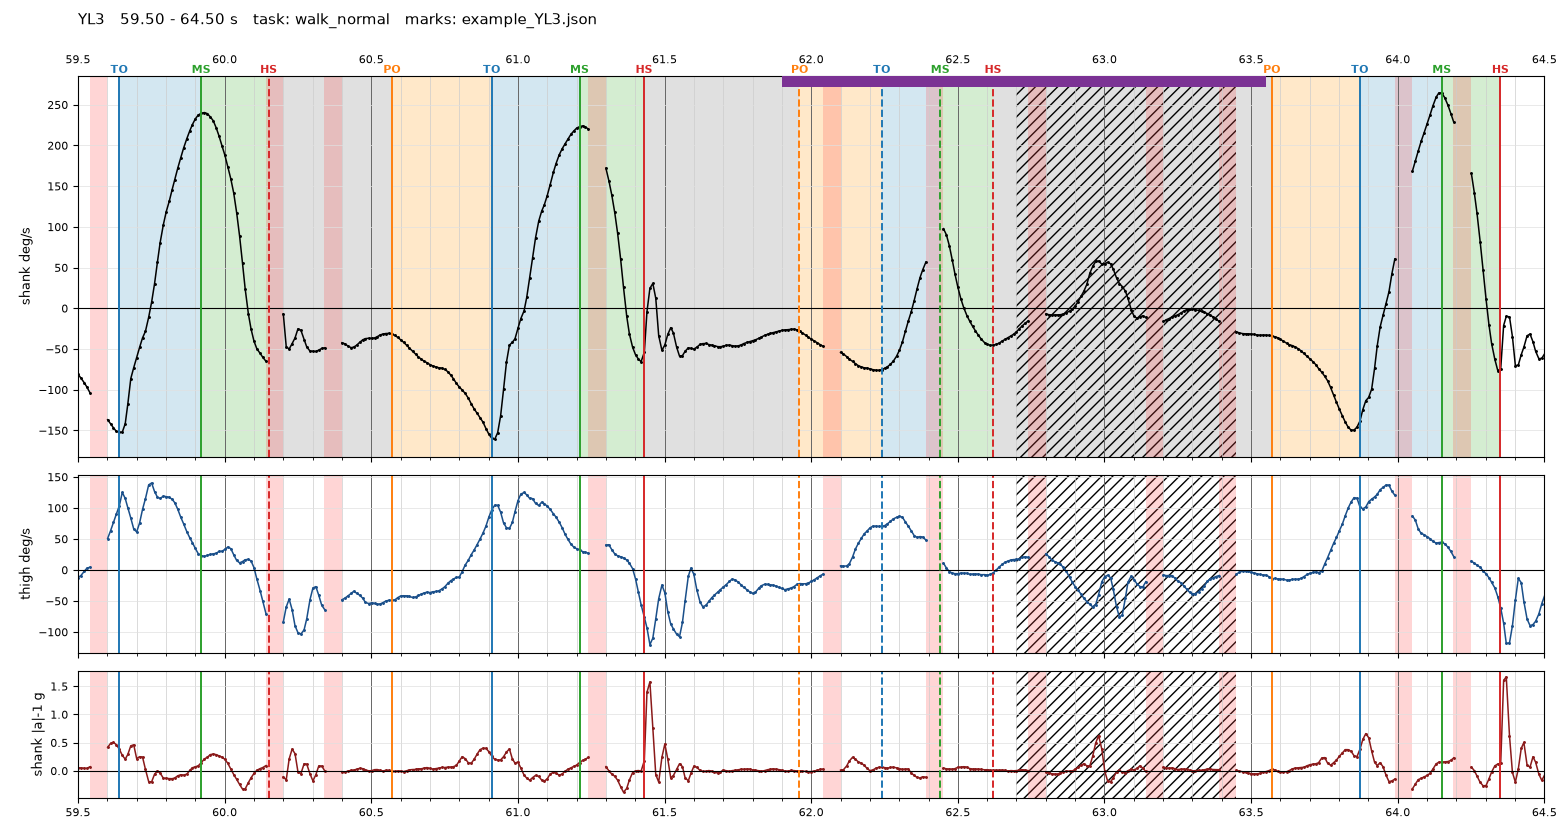 YL3   59.50 - 64.50 s   task: walk_normal   marks: example_YL3.json
59.5 60.0 60.5 61.0 61.5 62.0 62.5 63.0 63.5 64.0 64.5
TO MS HS PO TO MS HS PO TO MS HS PO TO MS HS
shank deg/s
250
200
150
100
50
0
−50
−100
−150
thigh deg/s
150
100
50
0
−50
−100
shank |a|-1 g
1.5
1.0
0.5
0.0
59.5 60.0 60.5 61.0 61.5 62.0 62.5 63.0 63.5 64.0 64.5